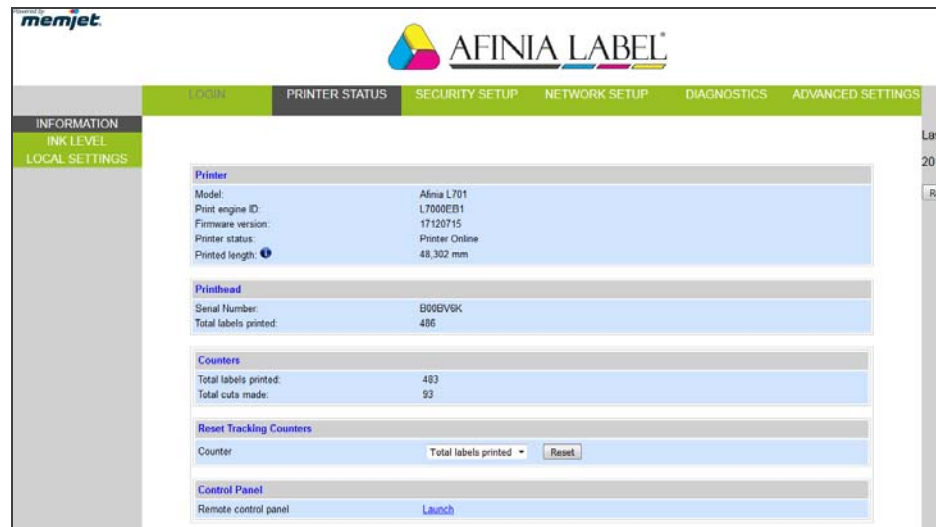 Powered by
memjet.
AFINIA LABEL®
LOGIN PRINTER STATUS SECURITY SETUP NETWORK SETUP DIAGNOSTICS ADVANCED SETTINGS
INFORMATION
INK LEVEL
LOCAL SETTINGS
Las
20
R
Printer
Model: Afinia L701
Print engine ID: L7000EB1
Firmware version: 17120715
Printer status: Printer Online
Printed length: 48,302 mm
Printhead
Serial Number: B00BV6K
Total labels printed: 486
Counters
Total labels printed: 483
Total cuts made: 93
Reset Tracking Counters
Counter Total labels printed Reset
Control Panel
Remote control panel Launch